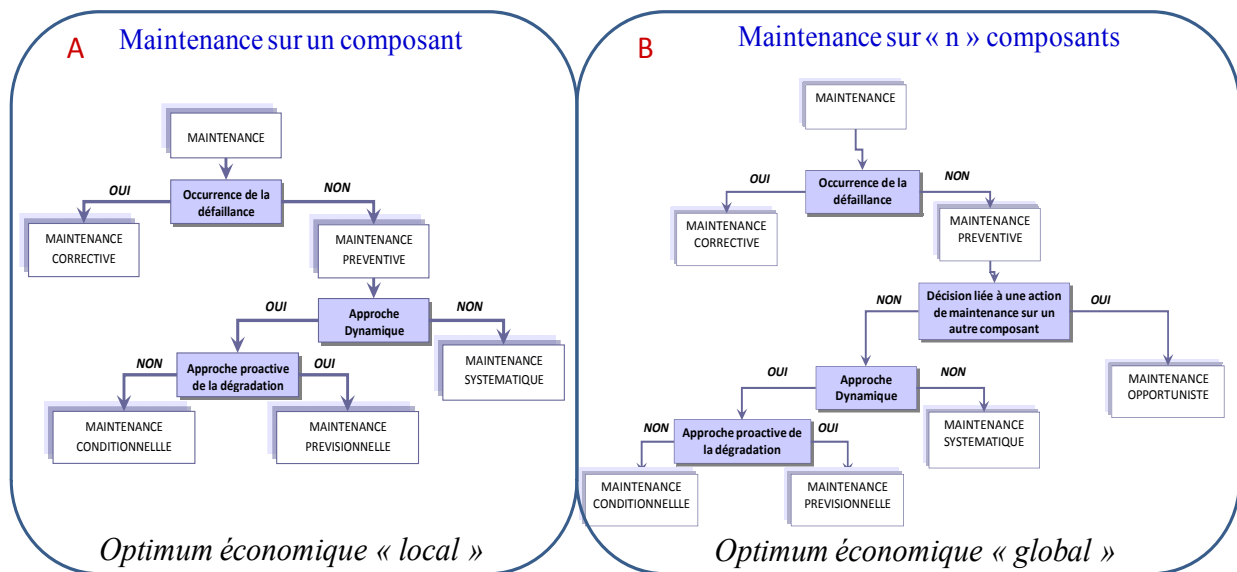 A
Maintenance sur un composant
MAINTENANCE
OUI
Occurrence de la
défaillance
NON
MAINTENANCE
CORRECTIVE
MAINTENANCE
PREVENTIVE
OUI
Approche
Dynamique
NON
NON
Approche proactive
de la dégradation
OUI
MAINTENANCE
SYSTEMATIQUE
MAINTENANCE
CONDITIONNELLLE
MAINTENANCE
PREVISIONNELLE
Optimum économique « local »
B
Maintenance sur « n » composants
MAINTENANCE
OUI
Occurrence de la
défaillance
NON
MAINTENANCE
CORRECTIVE
MAINTENANCE
PREVENTIVE
NON
Décision liée à une action
de maintenance sur un
autre composant
OUI
OUI
Approche
Dynamique
NON
MAINTENANCE
OPPORTUNISTE
NON
Approche proactive de
la dégradation
OUI
MAINTENANCE
SYSTEMATIQUE
MAINTENANCE
CONDITIONNELLLE
MAINTENANCE
PREVISIONNELLE
Optimum économique « global »